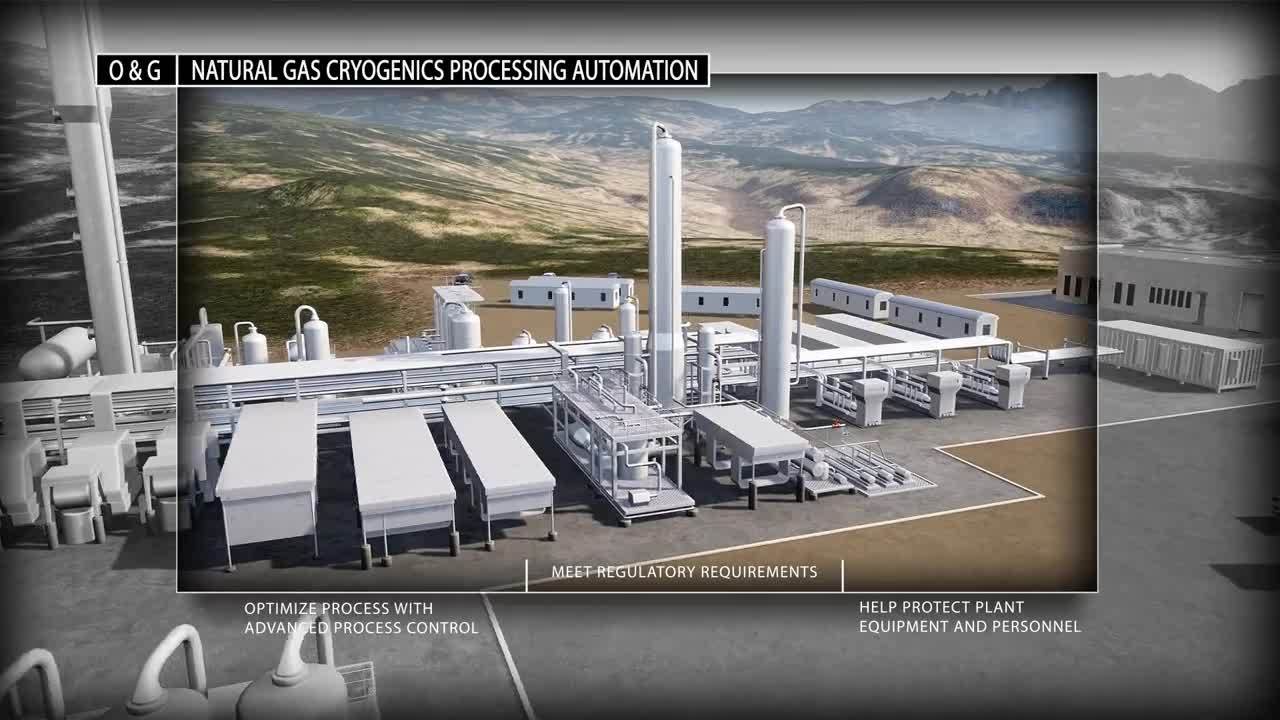 O & G NATURAL GAS CRYOGENICS PROCESSING AUTOMATION
MEET REGULATORY REQUIREMENTS
OPTIMIZE PROCESS WITH
ADVANCED PROCESS CONTROL
HELP PROTECT PLANT
EQUIPMENT AND PERSONNEL